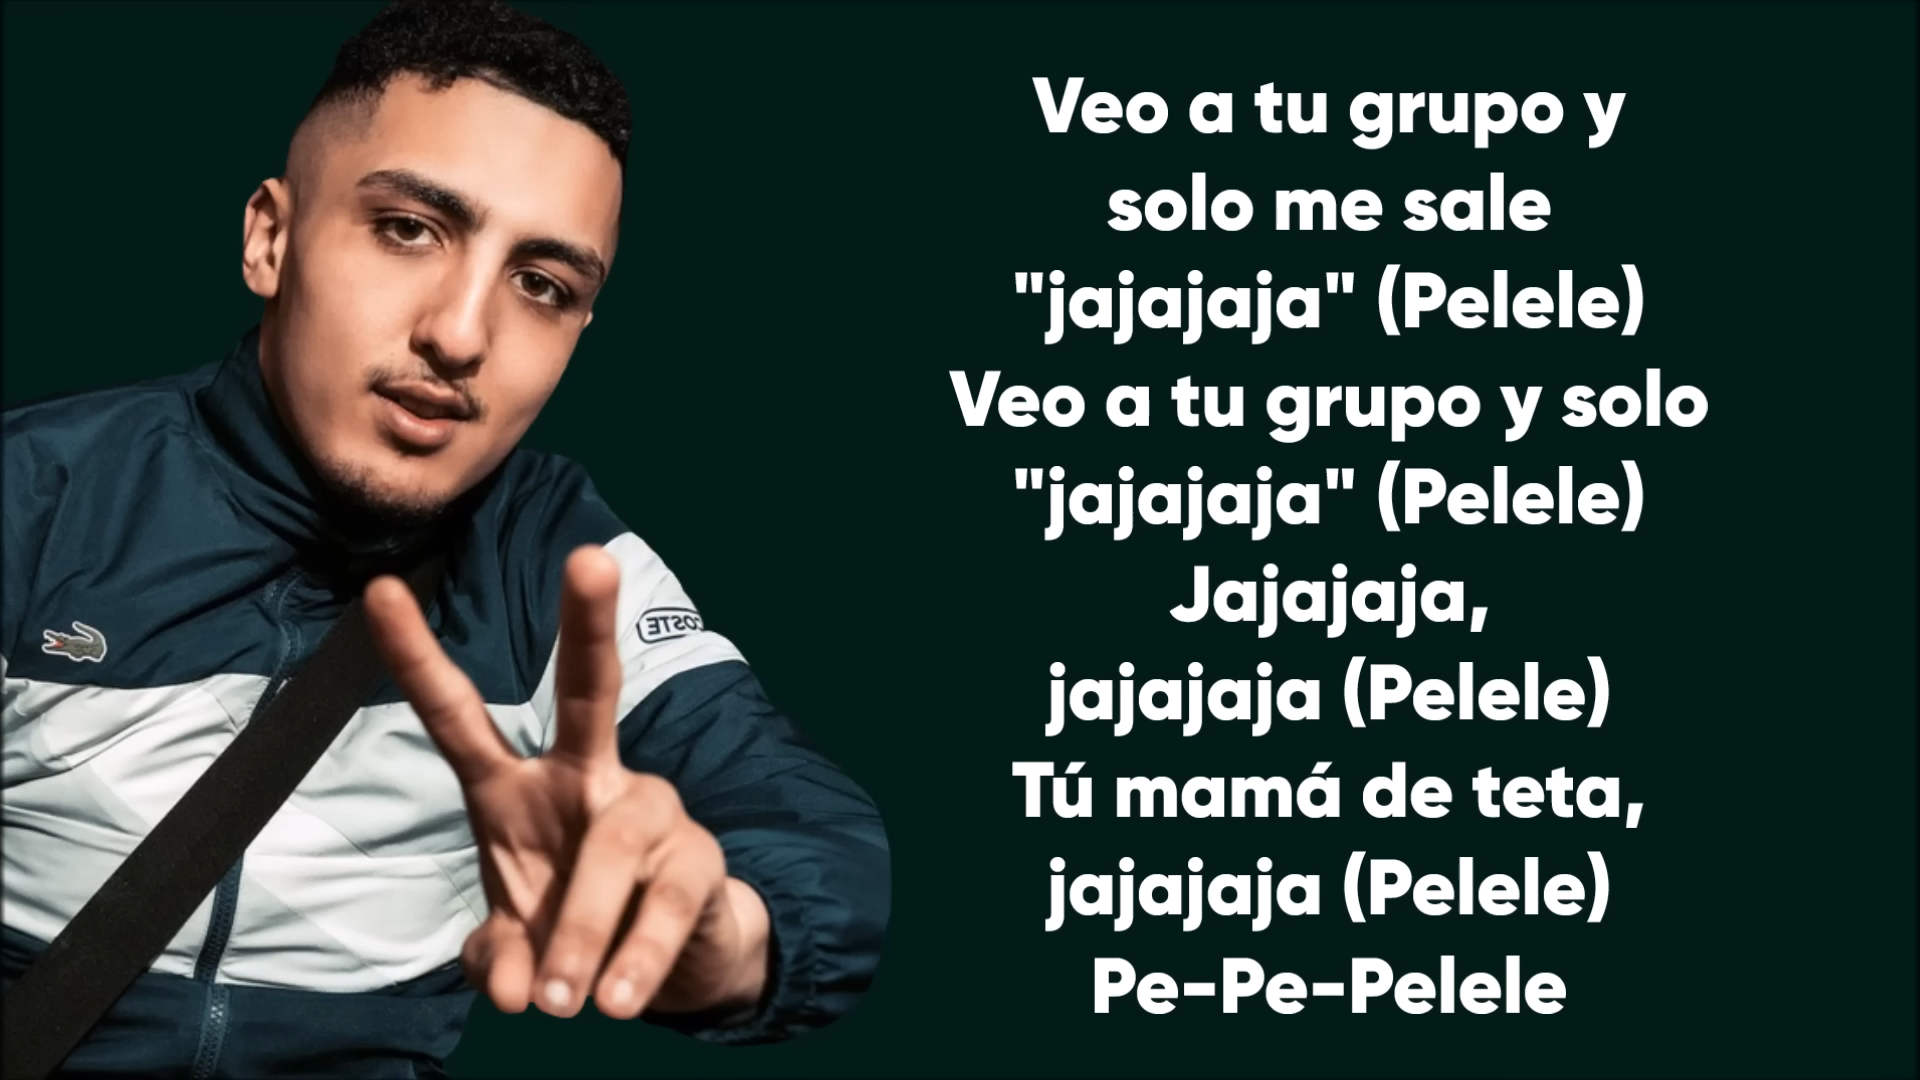 Veo a tu grupo y
solo me sale
"jajajaja" (Pelele)
Veo a tu grupo y solo
"jajajaja" (Pelele)
Jajajaja,
jajajaja (Pelele)
Tú mamá de teta,
jajajaja (Pelele)
Pe-Pe-Pelele
COSTE